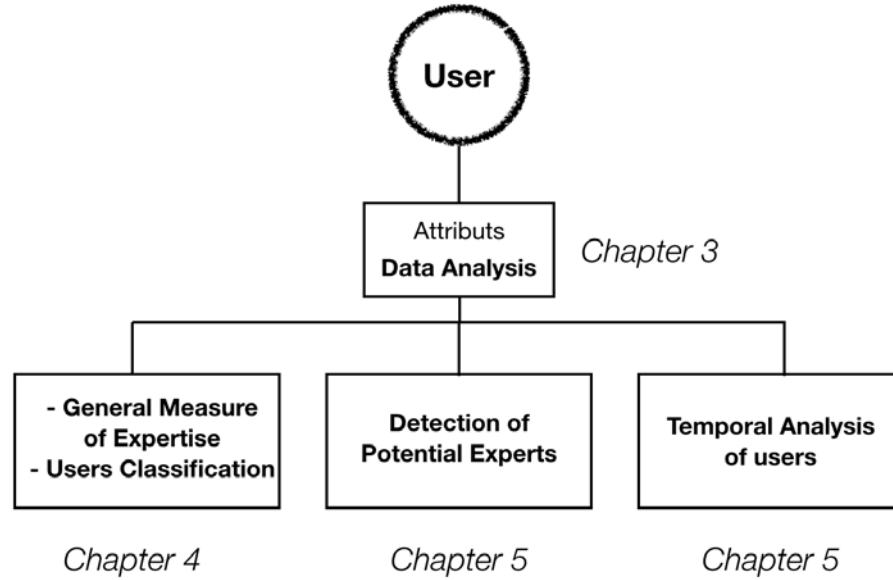 User
Attributs
Data Analysis
Chapter 3
- General Measure
of Expertise
- Users Classification
Detection of
Potential Experts
Temporal Analysis
of users
Chapter 4
Chapter 5
Chapter 5